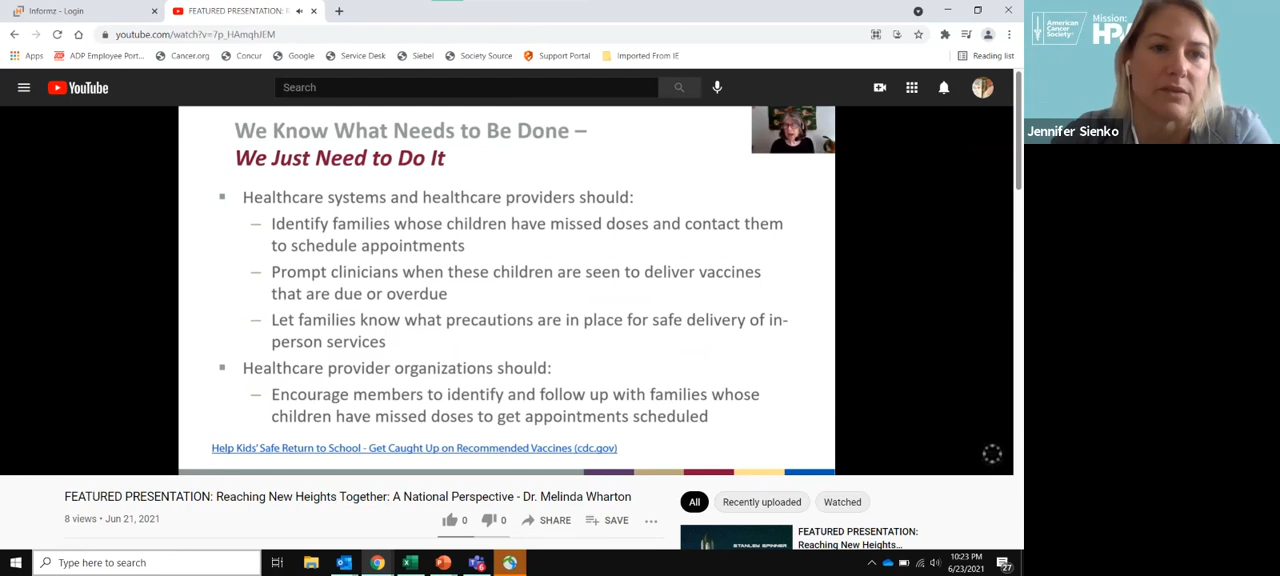 Informz - Login
FEATURED PRESENTATION: R
youtube.com/watch?v=7p_HAmqhJEM
Apps
ADP Employee Port...
Cancer.org
Concur
Google
Service Desk
Siebel
Society Source
Support Portal
Imported From IE
Reading list
YouTube
Search
We Know What Needs to Be Done –
We Just Need to Do It
Healthcare systems and healthcare providers should:
– Identify families whose children have missed doses and contact them
to schedule appointments
– Prompt clinicians when these children are seen to deliver vaccines
that are due or overdue
– Let families know what precautions are in place for safe delivery of in-
person services
Healthcare provider organizations should:
– Encourage members to identify and follow up with families whose
children have missed doses to get appointments scheduled
Help Kids' Safe Return to School - Get Caught Up on Recommended Vaccines (cdc.gov)
FEATURED PRESENTATION: Reaching New Heights Together: A National Perspective - Dr. Melinda Wharton
8 views • Jun 21, 2021
0
0
SHARE
SAVE
All
Recently uploaded
Watched
STANLEY SPINNER
FEATURED PRESENTATION:
Reaching New Heights...
Type here to search
10:23 PM
6/23/2021
27
American
Cancer
Society
Mission:
HP
Jennifer Sienko